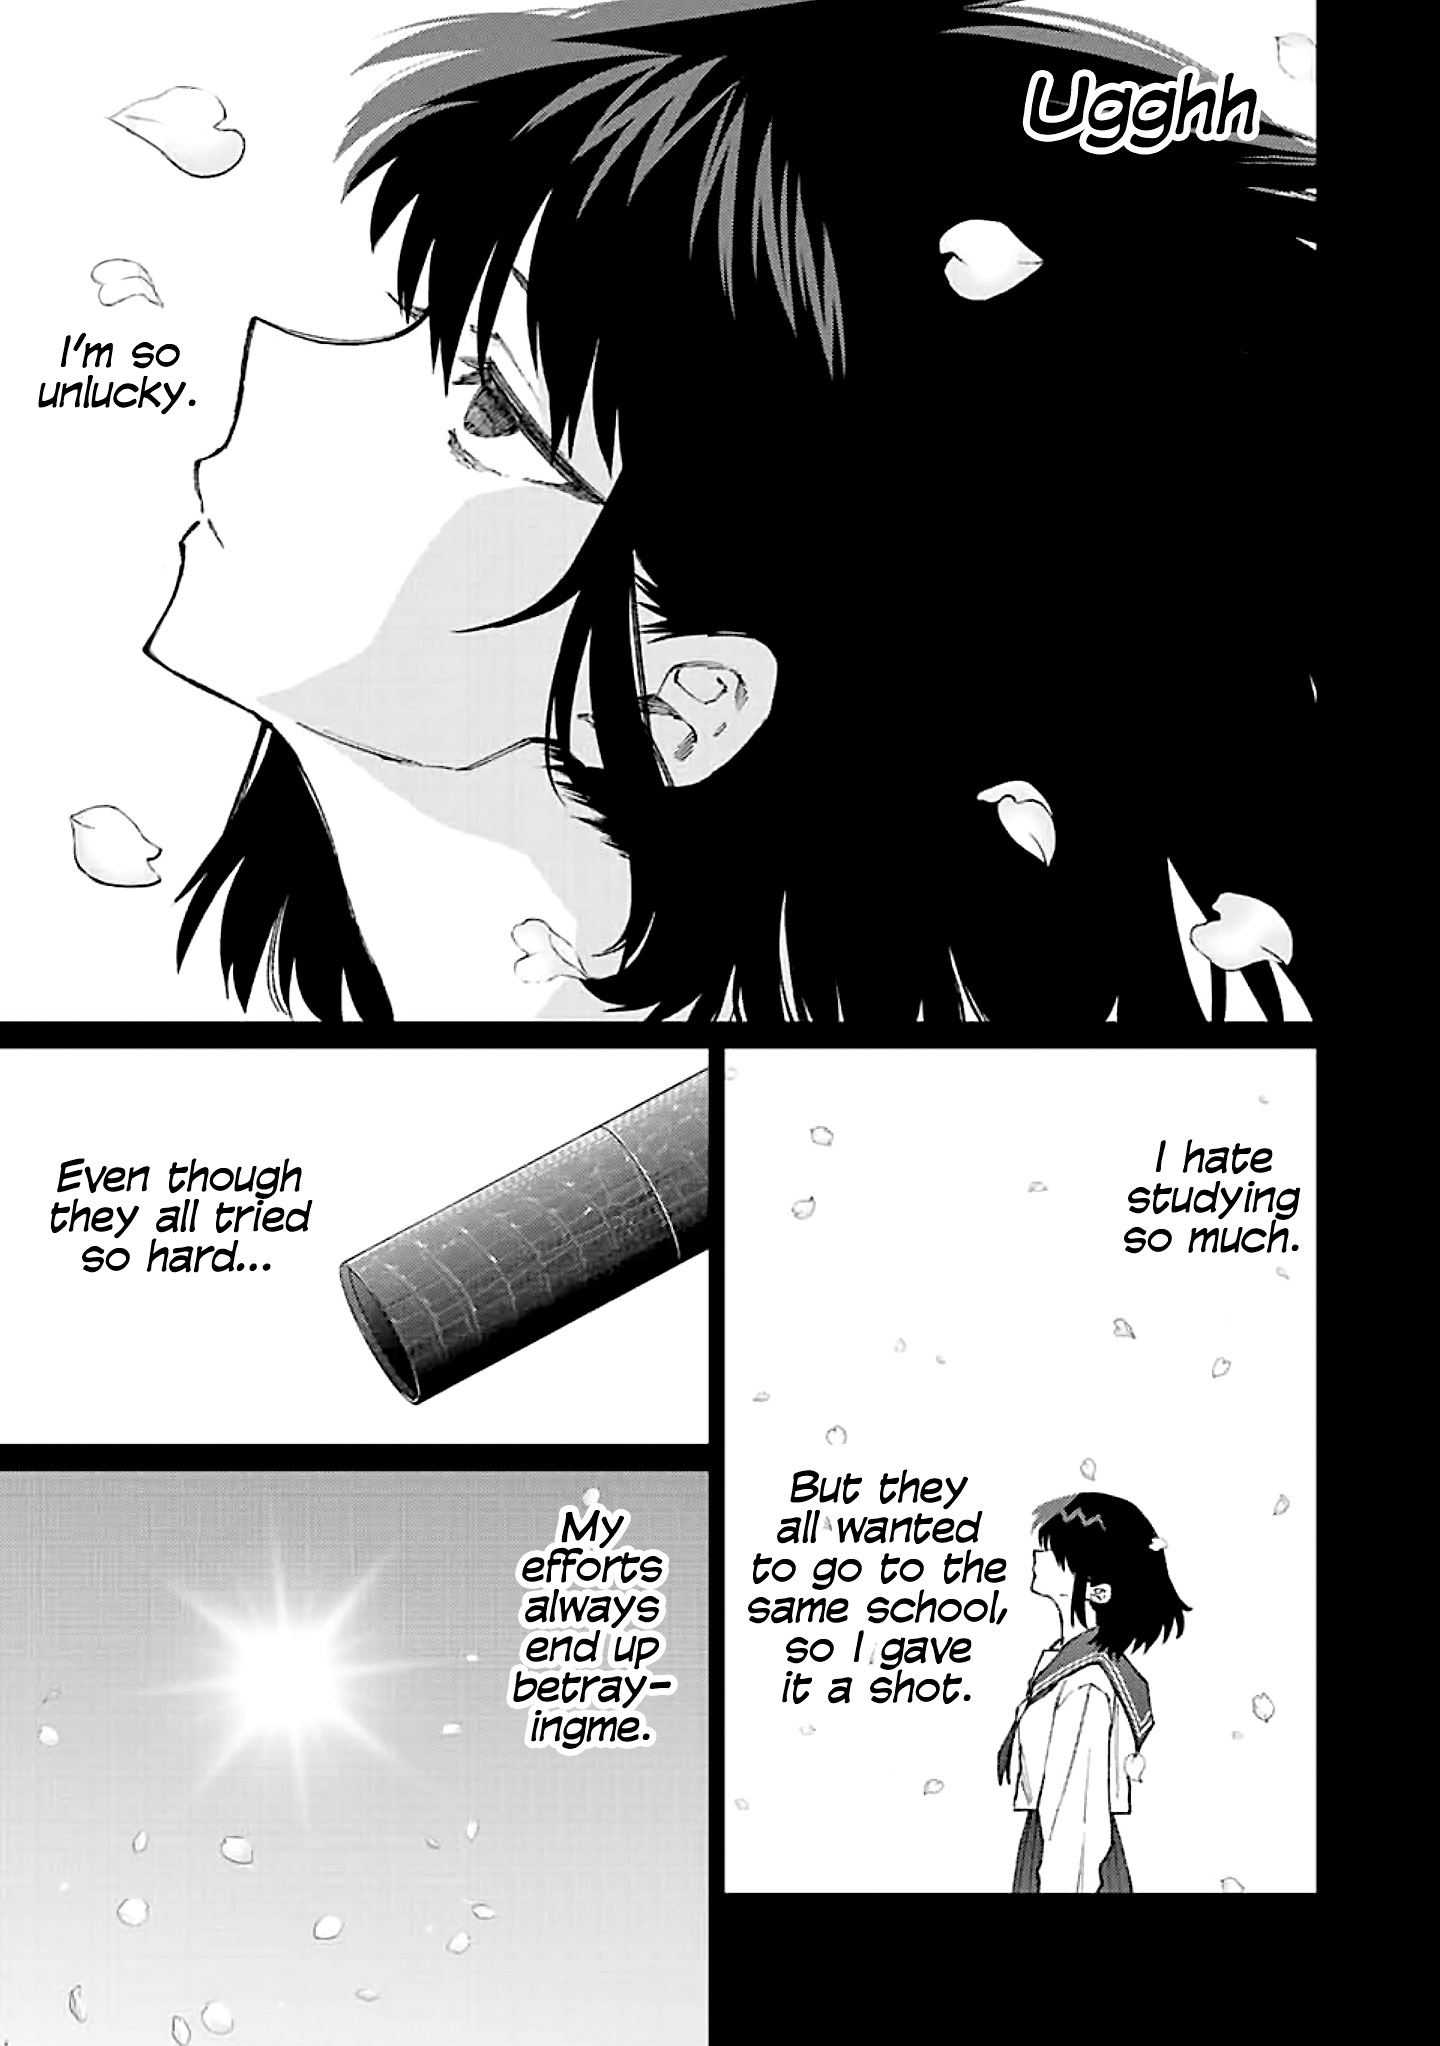 Ugghh
I'm so
unlucky.
I hate
studying
so much.
But they
all wanted
to go to the
same school,
so I gave
it a shot.
Even though
they all tried
so hard...
My
efforts
always
end up
betray-
ingme.